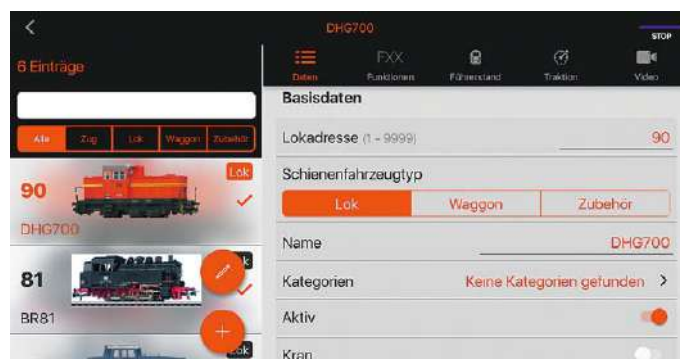 DHG700
STOP
6 Einträge
Alle Zug Lok Waggon Zubehör
Lok
90
DHG700
81
BR81
Lok
Daten
FXX
Funktionen
Führerstand
Traktion
Video
Basisdaten
Lokadresse (1 - 9999) 90
Schienenfahrzeugtyp
Lok Waggon Zubehör
Name DHG700
Kategorien Keine Kategorien gefunden
Aktiv
Kran